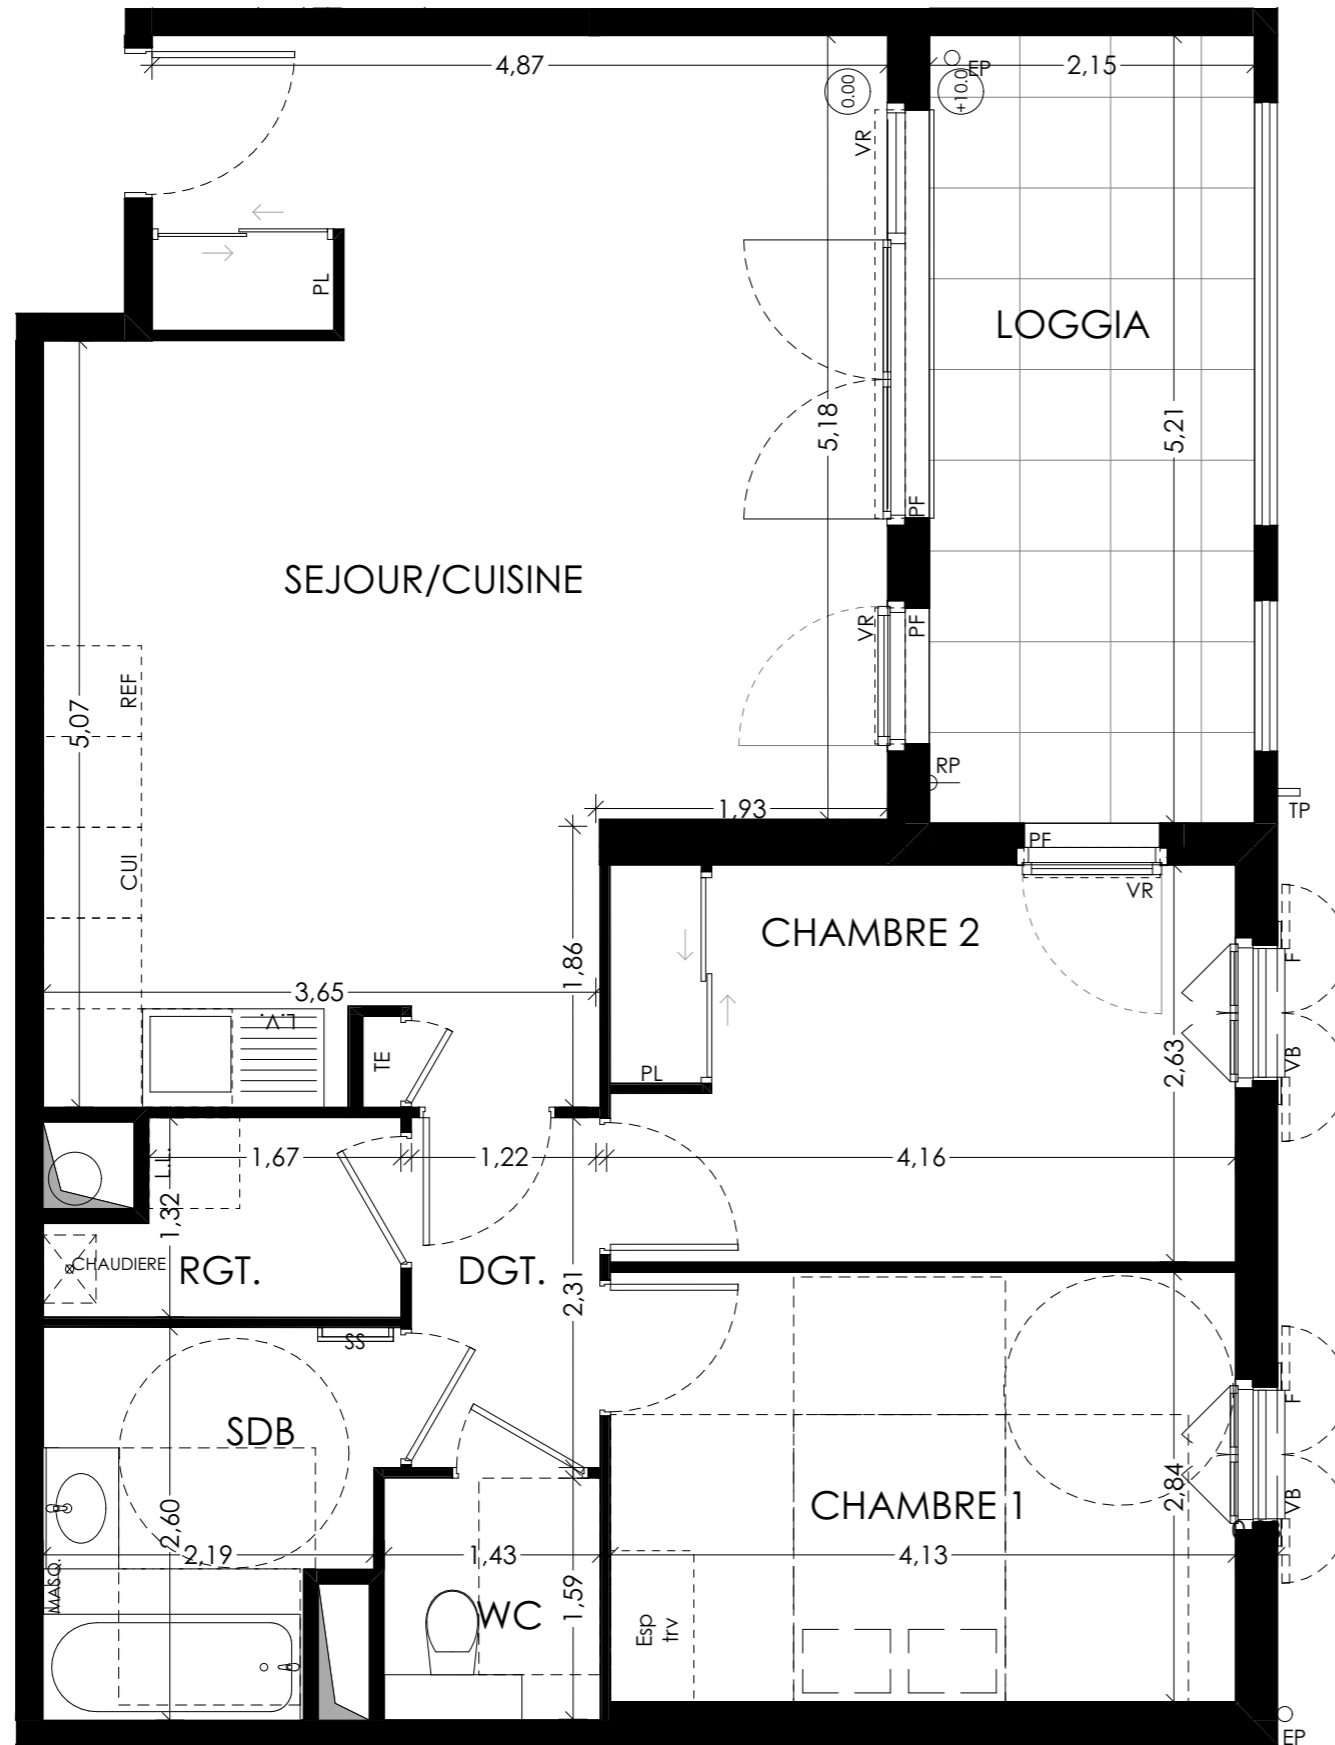 4,87
EP
2,15
0.00
+10.0
VR
PL
LOGGIA
5,18
5,21
PF
SEJOUR/CUISINE
VR
PF
REF
5,07
RP
1,93
TP
PF
CUI
VR
CHAMBRE 2
1,86
F
3,65
L.V.
TE
2,63
VB
PL
1,67
1,22
4,16
L.L.
1,32
CHAUDIERE
RGT.
DGT.
2,31
SS
F
SDB
2,84
VB
CHAMBRE 1
2,60
2,19
1,43
4,13
MASQ.
1,59
WC
Esp
trv
EP